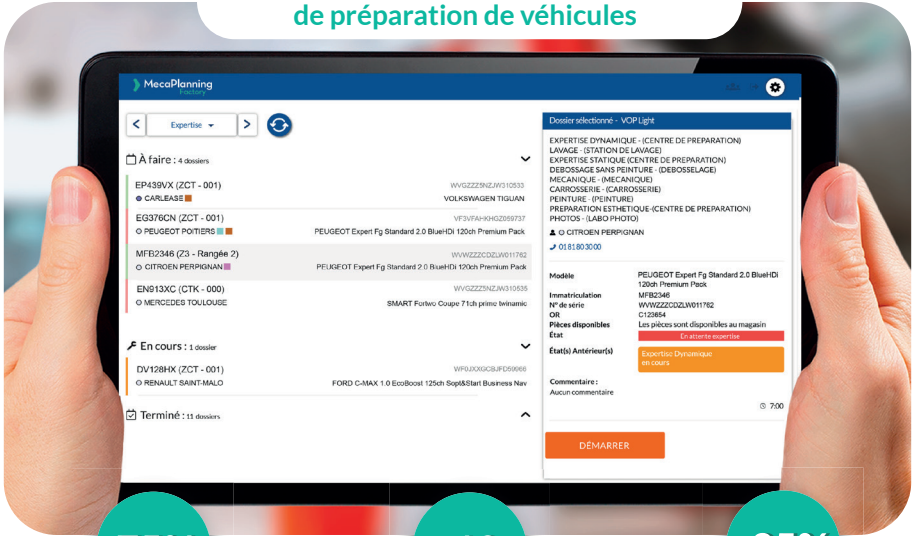 de préparation de véhicules
MecaPlanning
Factory
Expertise
À faire : 4 dossiers
EP439VX (ZCT - 001)
WVGZZZ5NZJW310533
CARLEASE
VOLKSWAGEN TIGUAN
EG376CN (ZCT - 001)
VF3VFAHKHGZ059737
PEUGEOT POITIERS
PEUGEOT Expert Fg Standard 2.0 BlueHDi 120ch Premium Pack
MFB2346 (Z3 - Rangée 2)
WVWZZZCDZLW011762
CITROEN PERPIGNAN
PEUGEOT Expert Fg Standard 2.0 BlueHDi 120ch Premium Pack
EN913XC (CTK - 000)
WVGZZZ5NZJW310535
MERCEDES TOULOUSE
SMART Fortwo Coupe 71ch prime twinamic
En cours : 1 dossier
DV128HX (ZCT - 001)
WF0JXXGCBJFD59966
RENAULT SAINT-MALO
FORD C-MAX 1.0 EcoBoost 125ch Sopt&Start Business Nav
Terminé : 11 dossiers
Dossier sélectionné - VOP Light
EXPERTISE DYNAMIQUE - (CENTRE DE PREPARATION)
LAVAGE - (STATION DE LAVAGE)
EXPERTISE STATIQUE (CENTRE DE PREPARATION)
DEBOSSAGE SANS PEINTURE - (DEBOSSELAGE)
MECANIQUE - (MECANIQUE)
CARROSSERIE - (CARROSSERIE)
PEINTURE - (PEINTURE)
PREPARATION ESTHETIQUE-(CENTRE DE PREPARATION)
PHOTOS - (LABO PHOTO)
CITROEN PERPIGNAN
0181803000
Modèle
PEUGEOT Expert Fg Standard 2.0 BlueHDi
120ch Premium Pack
Immatriculation
MFB2346
N° de série
WVWZZZCDZLW011762
OR
C123654
Pièces disponibles
Les pièces sont disponibles au magasin
État
En attente expertise
État(s) Antérieur(s)
Expertise Dynamique
en cours
Commentaire :
Aucun commentaire
7:00
DÉMARRER